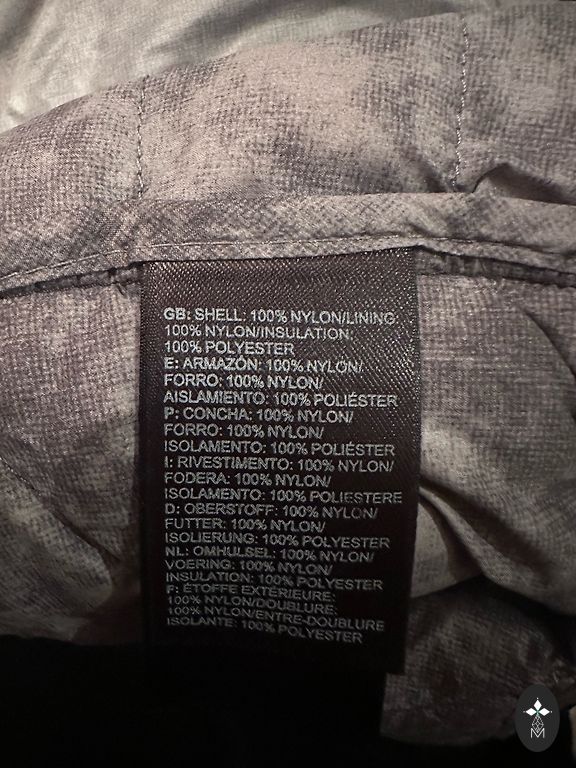 GB: SHELL: 100% NYLON/LINING:
100% NYLON/INSULATION:
100% POLYESTER
E: ARMAZÓN: 100% NYLON/
FORRO: 100% NYLON/
AISLAMIENTO: 100% POLIÉSTER
P: CONCHA: 100% NYLON/
FORRO: 100% NYLON/
ISOLAMENTO: 100% POLIÉSTER
I: RIVESTIMENTO: 100% NYLON/
FODERA: 100% NYLON/
ISOLAMENTO: 100% POLIESTERE
D: OBERSTOFF: 100% NYLON/
FUTTER: 100% NYLON/
ISOLIERUNG: 100% POLYESTER
NL: OMHULSEL: 100% NYLON/
VOERING: 100% NYLON/
INSULATION: 100% POLYESTER
F: ÉTOFFE EXTÉRIEURE:
100% NYLON/DOUBLURE:
100% NYLON/ENTRE-DOUBLURE
ISOLANTE: 100% POLYESTER